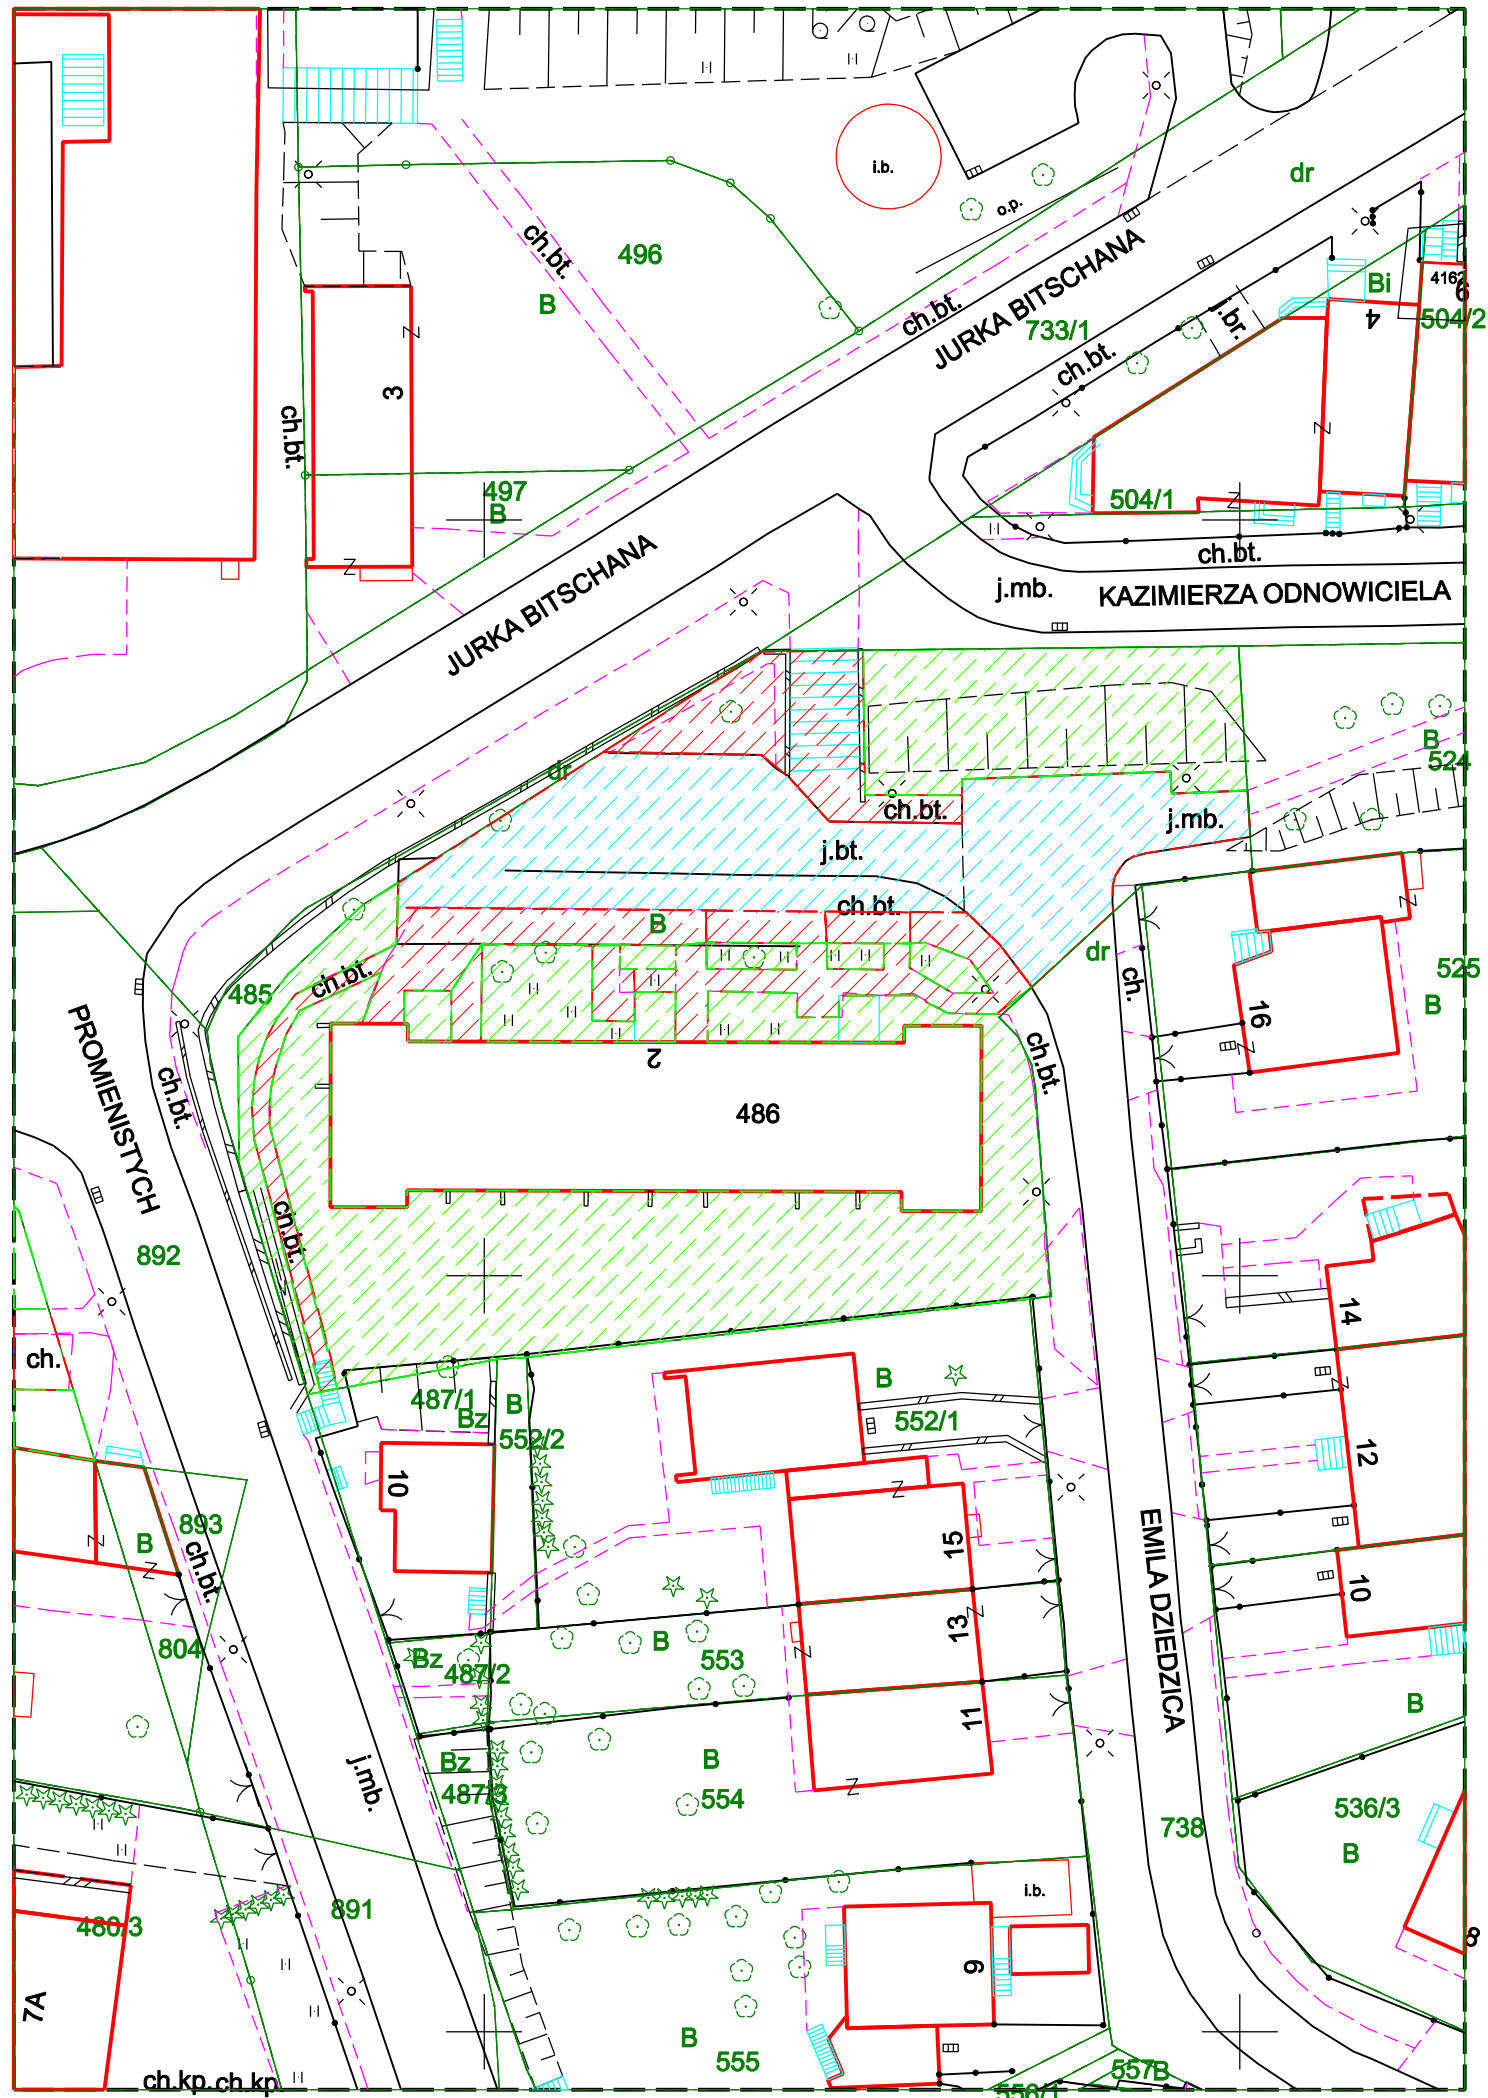 i.b.
dr
o.p.
ch.bt.
496
B
JURKA BITSCHANA
ch.bt.
733/1
Bi
4162
6
504/2
4
j.br.
ch.bt.
3
ch.bt.
497
B
504/1
ch.bt.
j.mb.
KAZIMIERZA ODNOWICIELA
JURKA BITSCHANA
dr
B
524
ch.bt.
j.mb.
j.bt.
ch.bt.
B
dr
ch.bt.
485
ch.
525
B
16
PROMIENISTYCH
ch.bt.
2
486
ch.bt.
892
ch.bt.
14
ch.
487/1
Bz
B
552/2
B
552/1
12
10
15
EMILA DZIEDZICA
893
B
ch.bt.
10
804
Bz
487/2
B
553
13
11
B
j.mb.
Bz
487/3
B
554
738
536/3
B
i.b.
480/3
891
8
7A
9
B
555
557B
556/1
ch.kp.
ch.kp